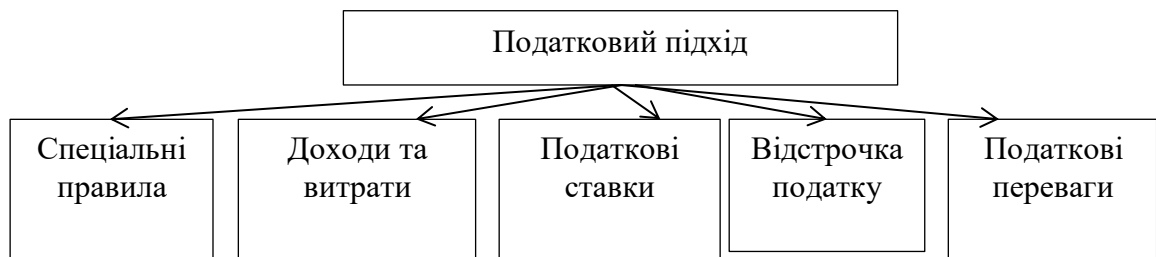 Податковий підхід
Спеціальні
правила
Доходи та
витрати
Податкові
ставки
Відстрочка
податку
Податкові
переваги